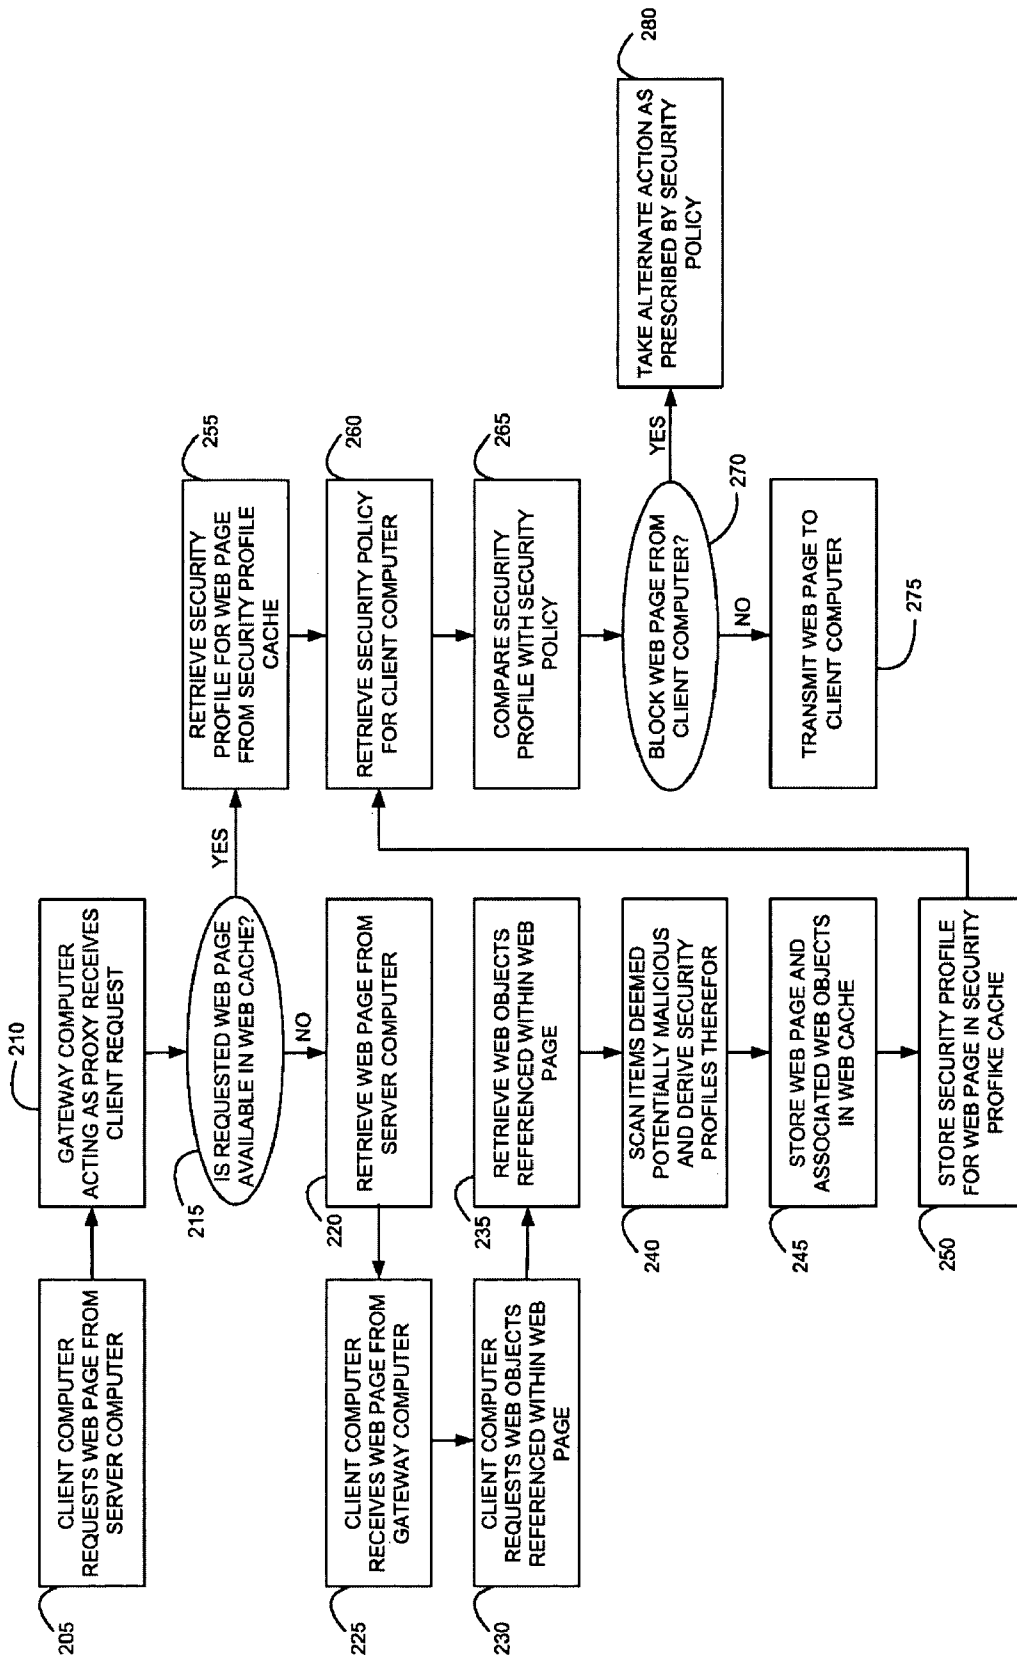 205
CLIENT COMPUTER
REQUESTS WEB PAGE FROM
SERVER COMPUTER
210
GATEWAY COMPUTER
ACTING AS PROXY RECEIVES
CLIENT REQUEST
215
IS REQUESTED WEB PAGE
AVAILABLE IN WEB CACHE?
YES
NO
220
RETRIEVE WEB PAGE FROM
SERVER COMPUTER
225
CLIENT COMPUTER
RECEIVES WEB PAGE FROM
GATEWAY COMPUTER
230
CLIENT COMPUTER
REQUESTS WEB OBJECTS
REFERENCED WITHIN WEB
PAGE
235
RETRIEVE WEB OBJECTS
REFERENCED WITHIN WEB
PAGE
240
SCAN ITEMS DEEMED
POTENTIALLY MALICIOUS
AND DERIVE SECURITY
PROFILES THEREFOR
245
STORE WEB PAGE AND
ASSOCIATED WEB OBJECTS
IN WEB CACHE
250
STORE SECURITY PROFILE
FOR WEB PAGE IN SECURITY
PROFIKE CACHE
255
RETRIEVE SECURITY
PROFILE FOR WEB PAGE
FROM SECURITY PROFILE
CACHE
260
RETRIEVE SECURITY POLICY
FOR CLIENT COMPUTER
265
COMPARE SECURITY
PROFILE WITH SECURITY
POLICY
270
BLOCK WEB PAGE FROM
CLIENT COMPUTER?
YES
NO
275
TRANSMIT WEB PAGE TO
CLIENT COMPUTER
280
TAKE ALTERNATE ACTION AS
PRESCRIBED BY SECURITY
POLICY